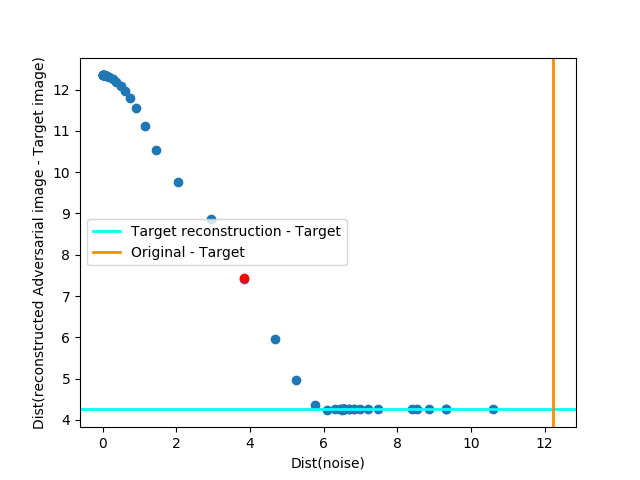 12
11
10
9
8
7
6
5
4
Dist(reconstructed Adversarial image - Target image)
Target reconstruction - Target
Original - Target
0 2 4 6 8 10 12
Dist(noise)